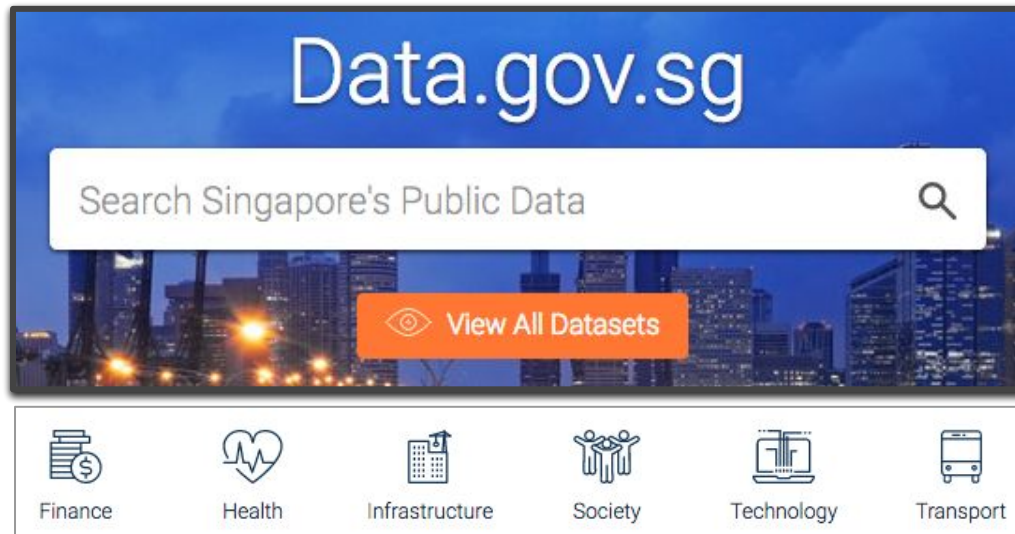 Data.gov.sg
Search Singapore's Public Data
View All Datasets
Finance Health Infrastructure Society Technology Transport